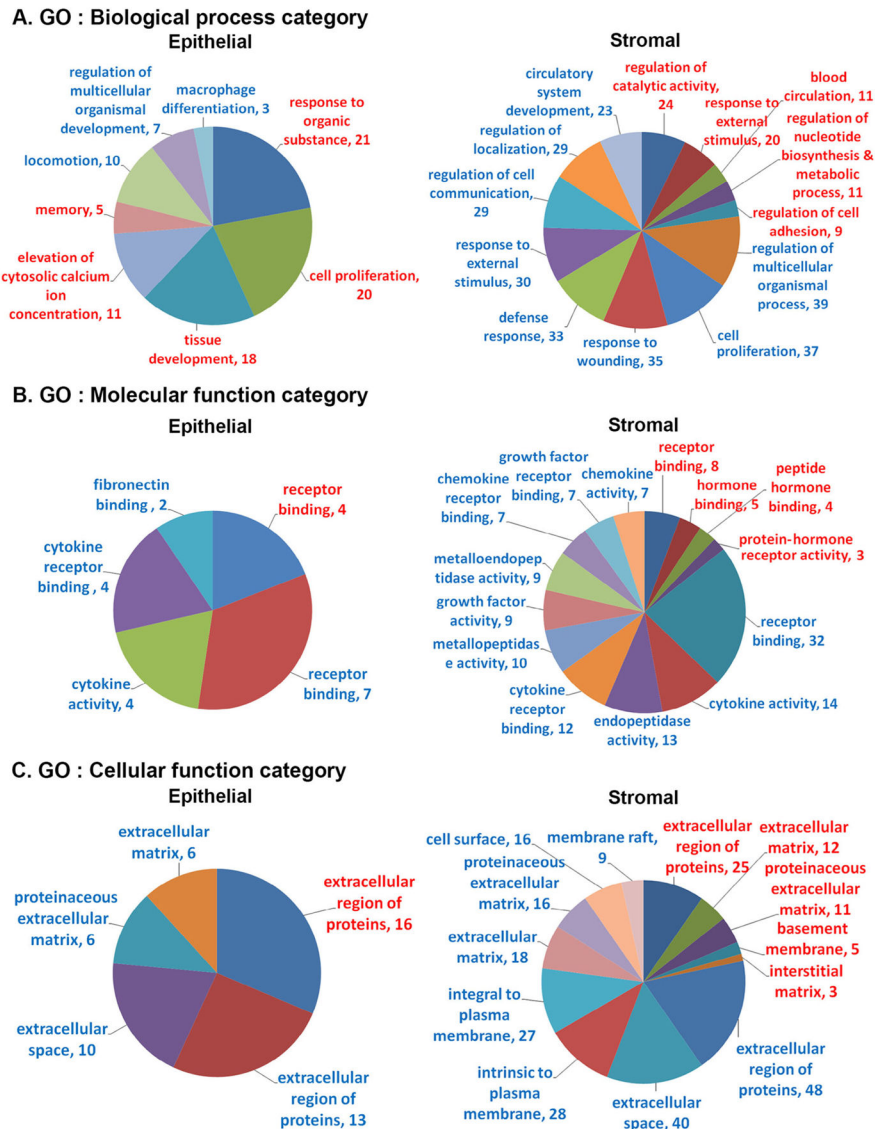 A. GO : Biological process category
Epithelial
regulation of
multicellular
organismal
development, 7
macrophage
differentiation, 3
response to
organic
substance, 21
locomotion, 10
memory, 5
elevation of
cytosolic calcium
ion
concentration, 11
tissue
development, 18
cell proliferation,
20
Stromal
circulatory
system
development, 23
regulation of
catalytic activity,
24
response to
external
stimulus, 20
blood
circulation, 11
regulation of
nucleotide
biosynthesis &
metabolic
process, 11
regulation of cell
adhesion, 9
regulation of
multicellular
organismal
process, 39
cell
proliferation, 37
response to
wounding, 35
defense
response, 33
response to
external
stimulus, 30
regulation of cell
communication,
29
regulation of
localization, 29
B. GO : Molecular function category
Epithelial
fibronectin
binding , 2
receptor
binding, 4
cytokine
receptor
binding , 4
cytokine
activity, 4
receptor
binding, 7
Stromal
growth factor
receptor
binding, 7
chemokine
activity, 7
receptor
binding, 8
hormone
binding, 5
peptide
hormone
binding, 4
protein-hormone
receptor activity, 3
receptor
binding, 32
cytokine activity, 14
endopeptidase
activity, 13
cytokine
receptor
binding, 12
metallopeptidas
e activity, 10
growth factor
activity, 9
metalloendopep
tidase activity, 9
chemokine
receptor
binding, 7
C. GO : Cellular function category
Epithelial
extracellular
matrix, 6
extracellular
region of
proteins, 16
proteinaceous
extracellular
matrix, 6
extracellular
space, 10
extracellular
region of
proteins, 13
Stromal
cell surface, 16
membrane raft,
9
extracellular
region of
proteins, 25
extracellular
matrix, 12
proteinaceous
extracellular
matrix, 11
basement
membrane, 5
interstitial
matrix, 3
extracellular
region of
proteins, 48
extracellular
space, 40
intrinsic to
plasma
membrane, 28
integral to
plasma
membrane, 27
extracellular
matrix, 18
proteinaceous
extracellular
matrix, 16